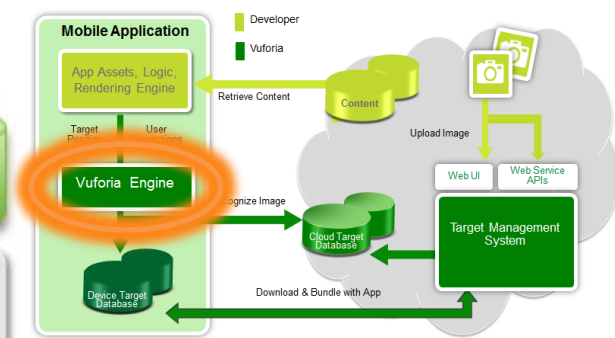 Developer
Vuforia
Mobile Application
App Assets, Logic,
Rendering Engine
Retrieve Content
Content
Target
User
Upload Image
Vuforia Engine
Web UI
Web Service
APIs
Image
Cloud Target
Database
Target Management
System
Device Target
Database
Download & Bundle with App